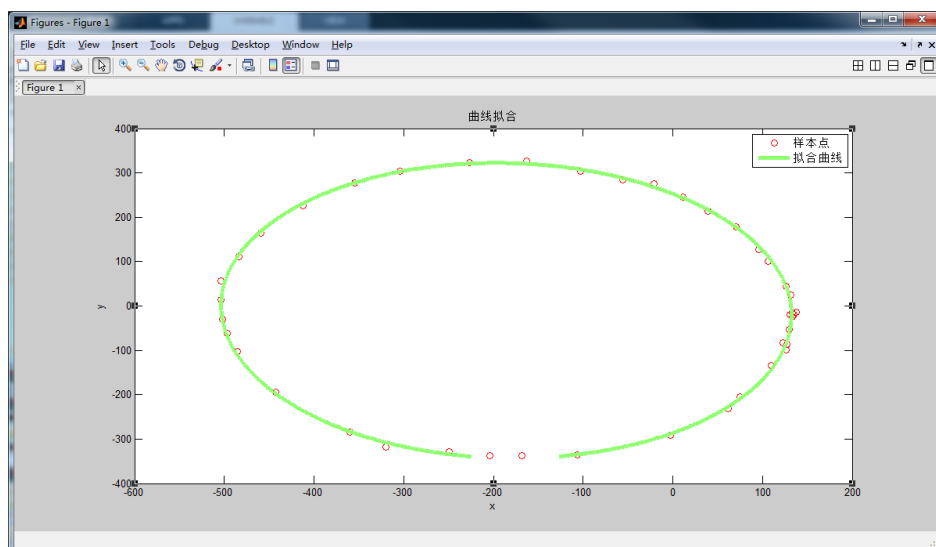 Figures - Figure 1
File Edit View Insert Tools Debug Desktop Window Help
Figure 1
曲线拟合
样本点
拟合曲线
400
300
200
100
0
-100
-200
-300
-400
y
-600 -500 -400 -300 -200 -100 0 100 200
x